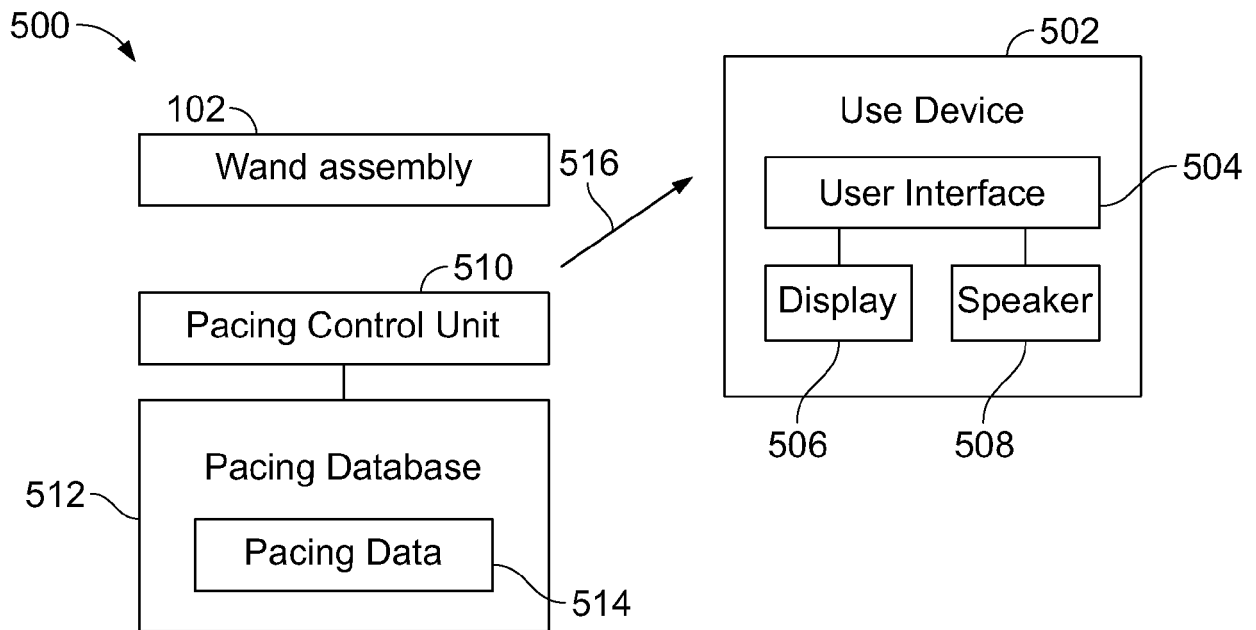 500
502
Use Device
102
Wand assembly
516
User Interface
504
510
Pacing Control Unit
Display
Speaker
506
508
Pacing Database
512
Pacing Data
514